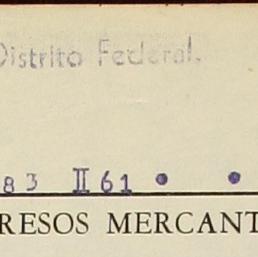 Distrito Federal.
83 II 61 • •
RESOS MERCANT